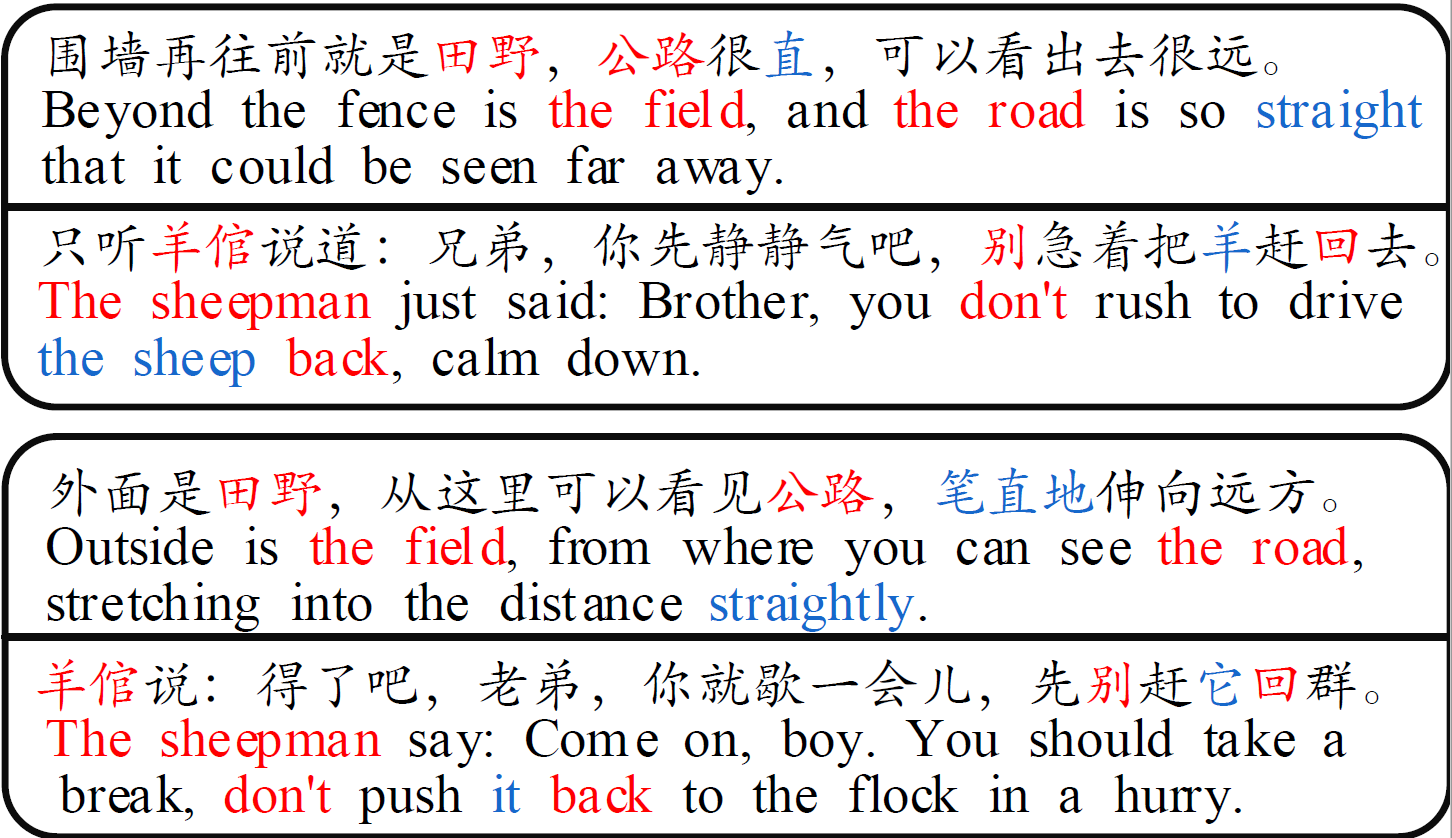 围墙再往前就是田野，公路很直，可以看出去很远。
Beyond the fence is the field, and the road is so straight
that it could be seen far away.
只听羊倌说道：兄弟，你先静静气吧，别急着把羊赶回去。
The sheepman just said: Brother, you don't rush to drive
the sheep back, calm down.
外面是田野，从这里可以看见公路，笔直地伸向远方。
Outside is the field, from where you can see the road,
stretching into the distance straightly.
羊倌说：得了吧，老弟，你就歇一会儿，先别赶它回群。
The sheepman say: Come on, boy. You should take a
break, don't push it back to the flock in a hurry.